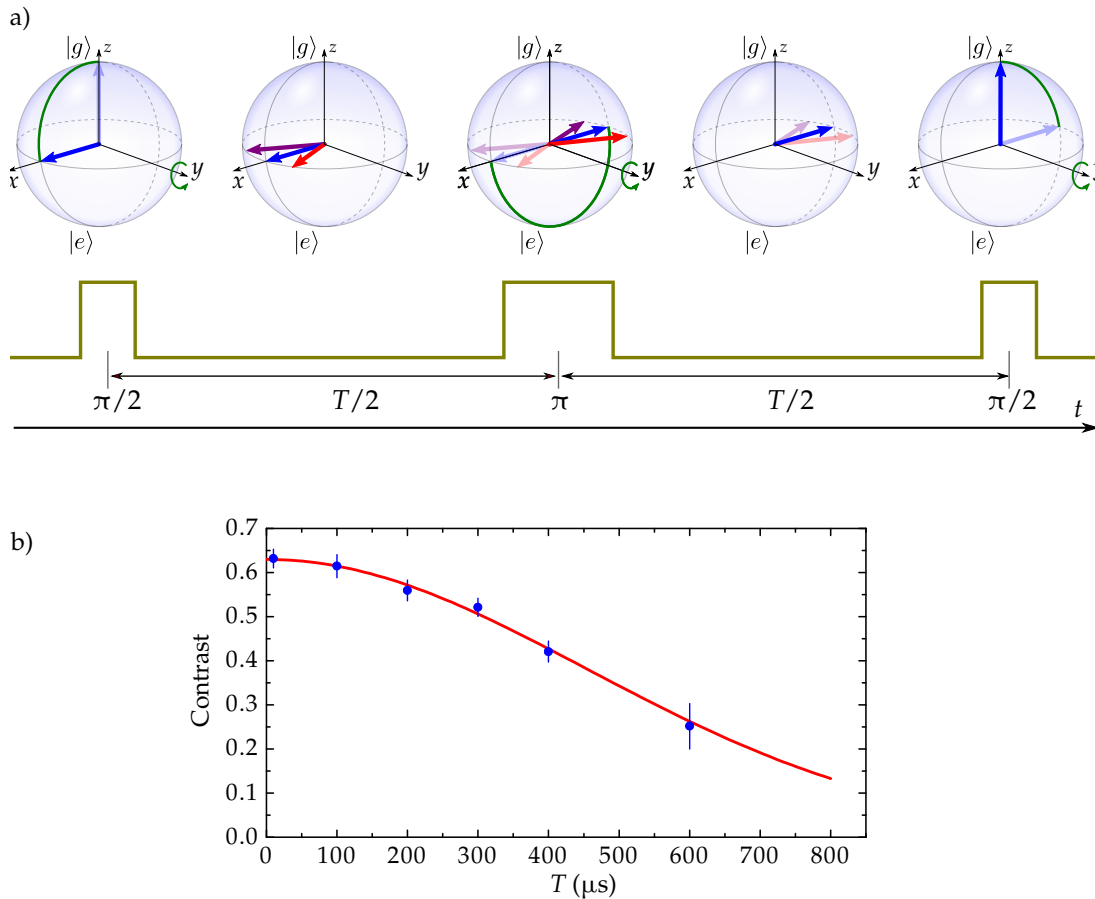 a)
|g⟩ z |g⟩ z |g⟩ z |g⟩ z |g⟩ z
x y x y x y x y x y
|e⟩ |e⟩ |e⟩ |e⟩ |e⟩
π/2 T/2 π T/2 π/2
t
b)
0.7
0.6
0.5
0.4
0.3
0.2
0.1
0.0
Contrast
0 100 200 300 400 500 600 700 800
T (μs)